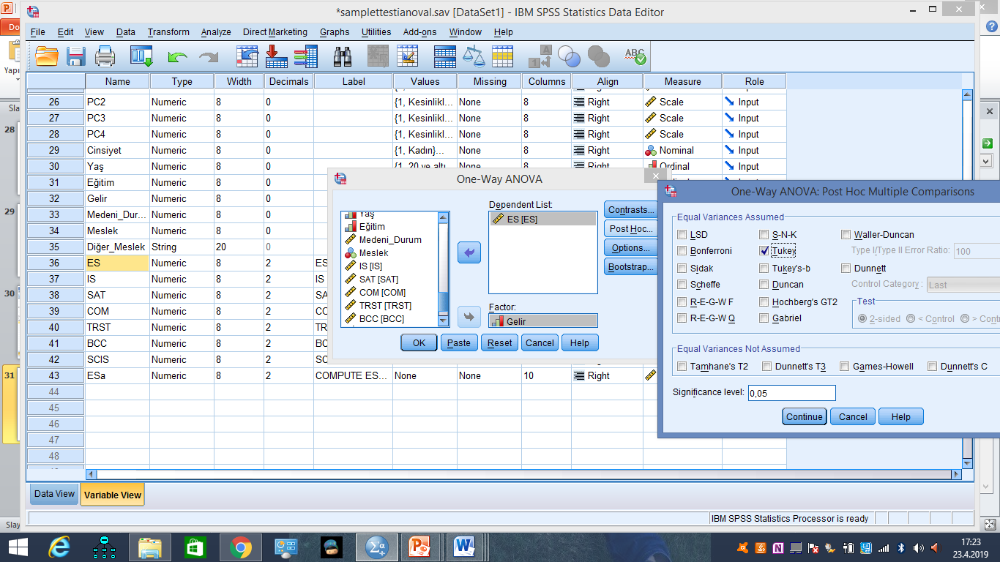 *samplettestianoval.sav [DataSet1] - IBM SPSS Statistics Data Editor
File Edit View Data Transform Analyze Direct Marketing Graphs Utilities Add-ons Window Help
Do
Yapı
Sla
28
29
30
31
Slay
Name Type Width Decimals Label Values Missing Columns Align Measure Role
26 PC2 Numeric 8 0 {1, Kesinlikl... None 8 Right Scale Input
27 PC3 Numeric 8 0 {1, Kesinlikl... None 8 Right Scale Input
28 PC4 Numeric 8 0 {1, Kesinlikl... None 8 Right Scale Input
29 Cinsiyet Numeric 8 0 {1, Kadın}... None 8 Right Nominal Input
30 Yaş Numeric 8 0 {1, 20 ve altı... None 8 Right Ordinal Input
31 Eğitim Numeric 8 0
32 Gelir Numeric 8 0
33 Medeni_Dur... Numeric 8 0
34 Meslek Numeric 8 0
35 Diğer_Meslek String 20 0
36 ES Numeric 8 2 ES
37 IS Numeric 8 2 IS
38 SAT Numeric 8 2 SA
39 COM Numeric 8 2 CO
40 TRST Numeric 8 2 TR
41 BCC Numeric 8 2 BC
42 SCIS Numeric 8 2 SC
43 ESa Numeric 8 2 COMPUTE ES... None None 10 Right
44
45
46
47
48
One-Way ANOVA
Yaş
Eğitim
Medeni_Durum
Meslek
IS [IS]
SAT [SAT]
COM [COM]
TRST [TRST]
BCC [BCC]
Dependent List:
ES [ES]
Factor:
Gelir
Contrasts...
Post Hoc...
Options...
Bootstrap...
OK Paste Reset Cancel Help
One-Way ANOVA: Post Hoc Multiple Comparisons
Equal Variances Assumed
LSD S-N-K Waller-Duncan
Bonferroni Tukey Type I/Type II Error Ratio: 100
Sidak Tukey's-b Dunnett
Scheffe Duncan Control Category : Last
R-E-G-W F Hochberg's GT2 Test
R-E-G-W Q Gabriel 2-sided < Control > Contr
Equal Variances Not Assumed
Tamhane's T2 Dunnett's T3 Games-Howell Dunnett's C
Significance level: 0,05
Continue Cancel Help
Data View Variable View
IBM SPSS Statistics Processor is ready
17:23
23.4.2019